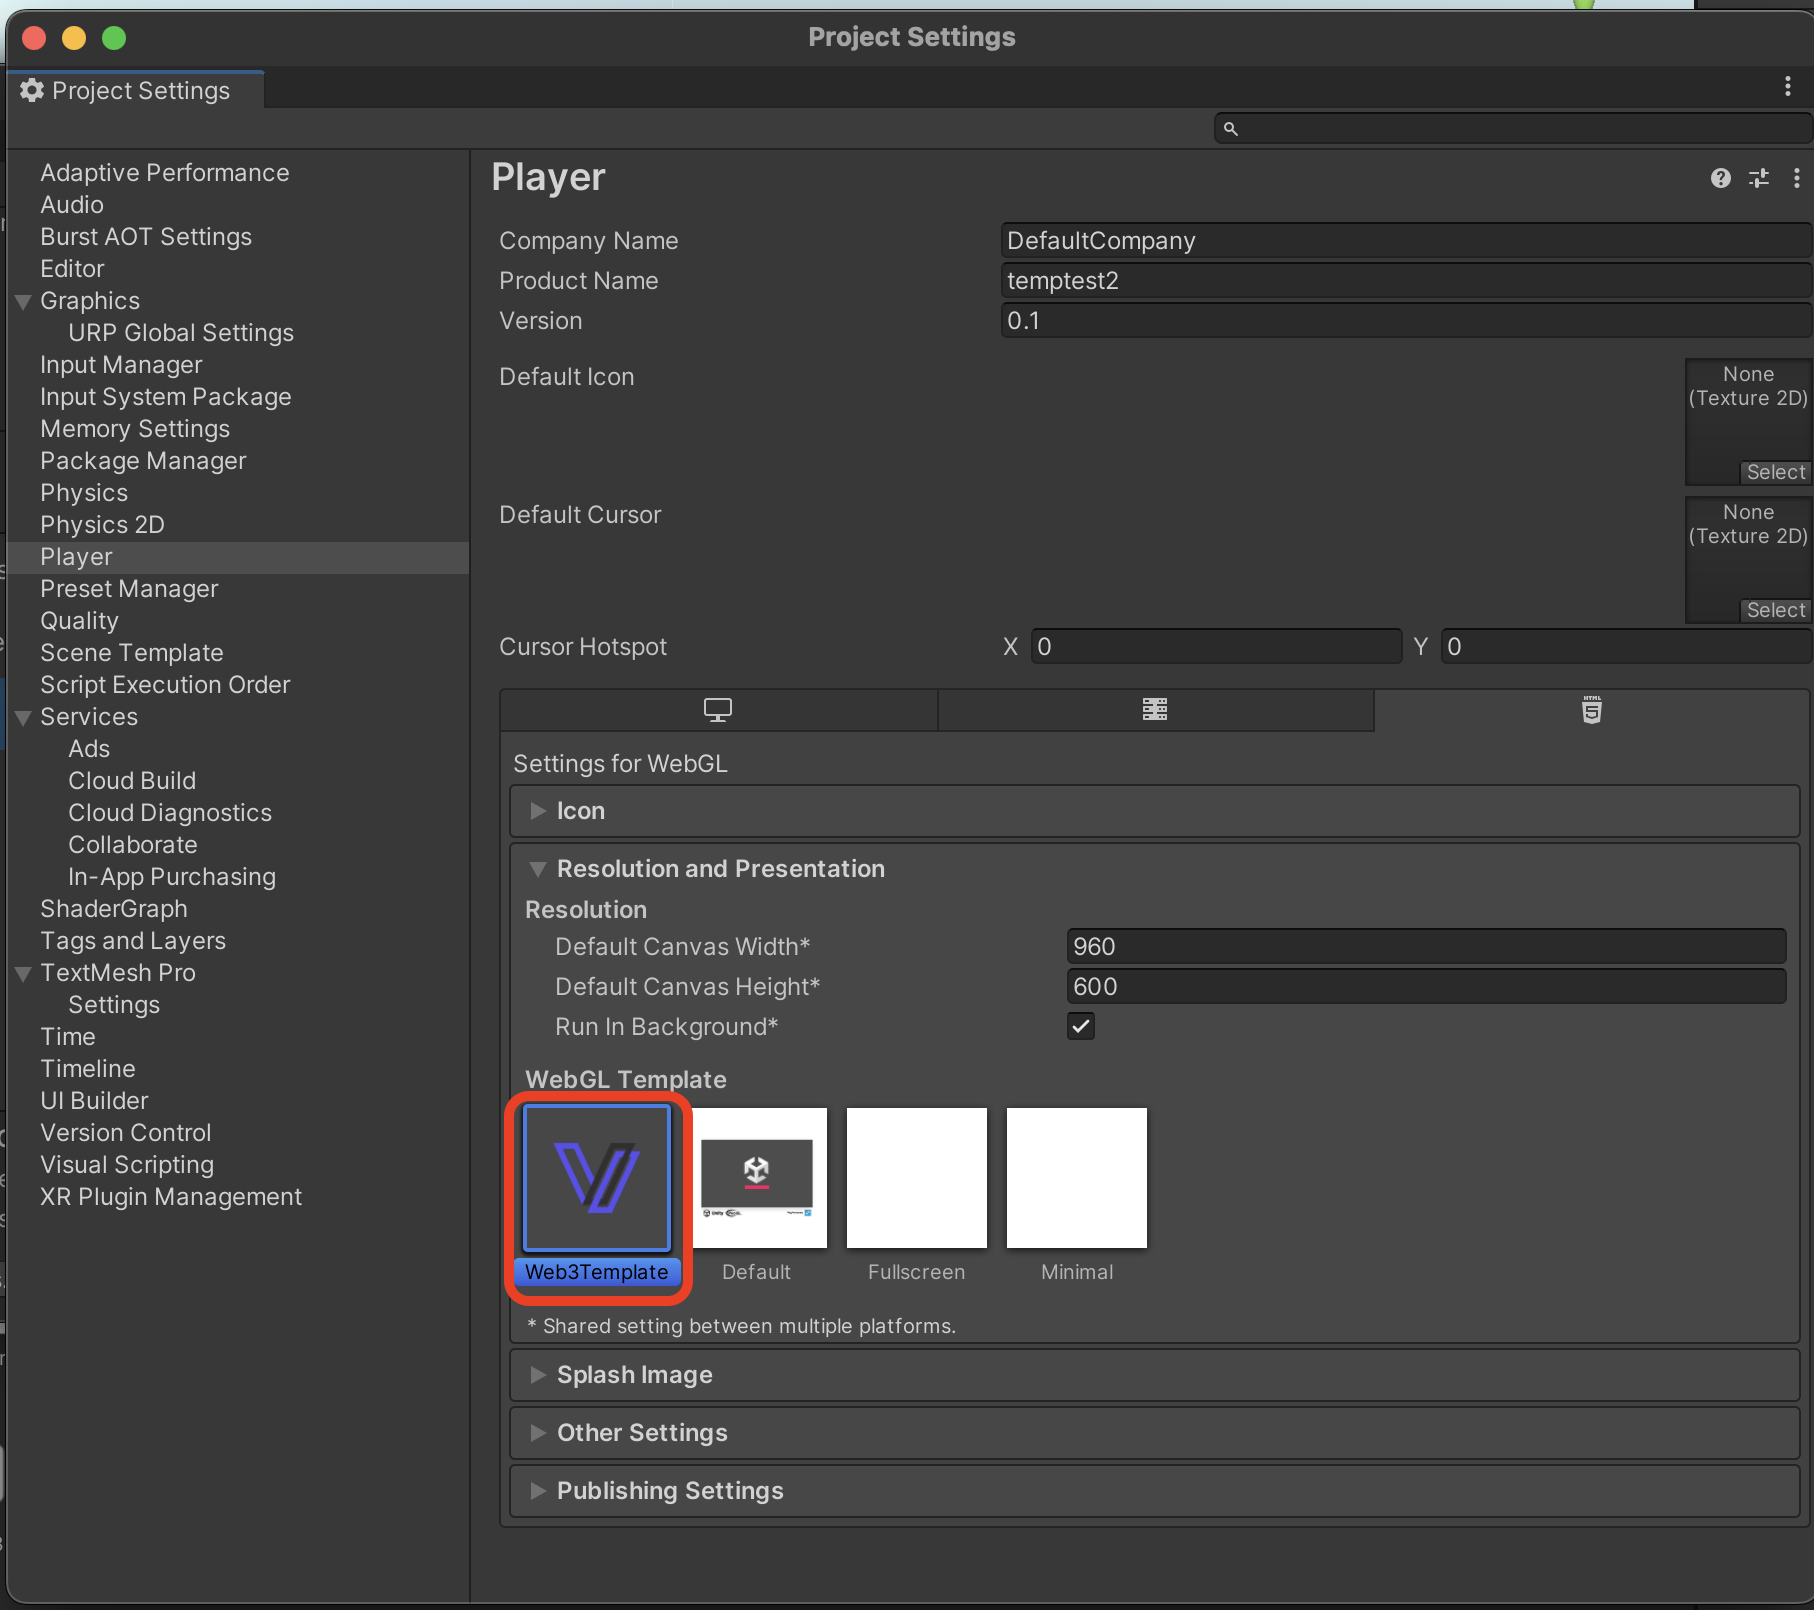 Project Settings
Project Settings
Adaptive Performance
Audio
Burst AOT Settings
Editor
Graphics
URP Global Settings
Input Manager
Input System Package
Memory Settings
Package Manager
Physics
Physics 2D
Player
Preset Manager
Quality
Scene Template
Script Execution Order
Services
Ads
Cloud Build
Cloud Diagnostics
Collaborate
In-App Purchasing
ShaderGraph
Tags and Layers
TextMesh Pro
Settings
Time
Timeline
UI Builder
Version Control
Visual Scripting
XR Plugin Management
Player
Company Name DefaultCompany
Product Name temptest2
Version 0.1
Default Icon
None
(Texture 2D)
Select
Default Cursor
None
(Texture 2D)
Select
Cursor Hotspot X 0 Y 0
HTML
5
Settings for WebGL
Icon
Resolution and Presentation
Resolution
Default Canvas Width* 960
Default Canvas Height* 600
Run In Background*
WebGL Template
Web3Template Default Fullscreen Minimal
* Shared setting between multiple platforms.
Splash Image
Other Settings
Publishing Settings